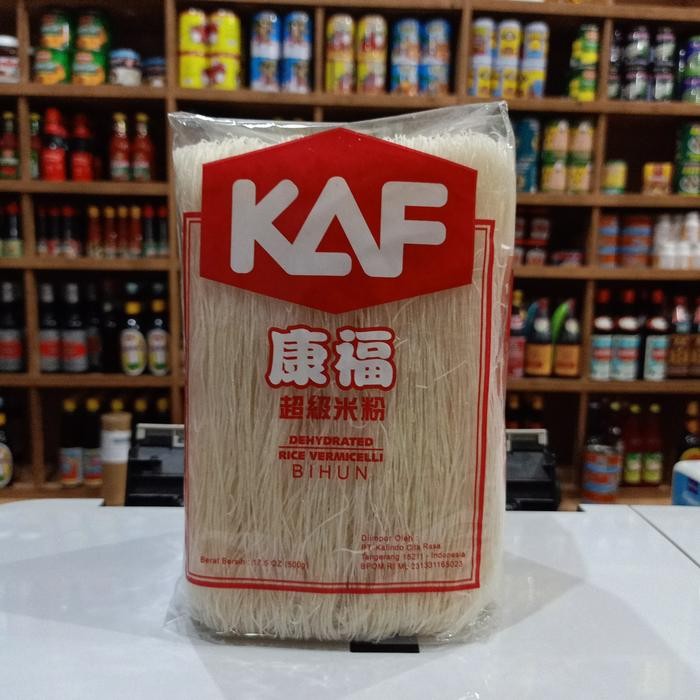 KAF
康福
超級米粉
DEHYDRATED
RICE VERMICELLI
BIHUN
Berat Bersih : 17.5 OZ (500g)
Diimpor Oleh :
PT. Kalindo Cita Rasa
Tangerang 15211 - Indonesia
BPOM RI ML 231331165023